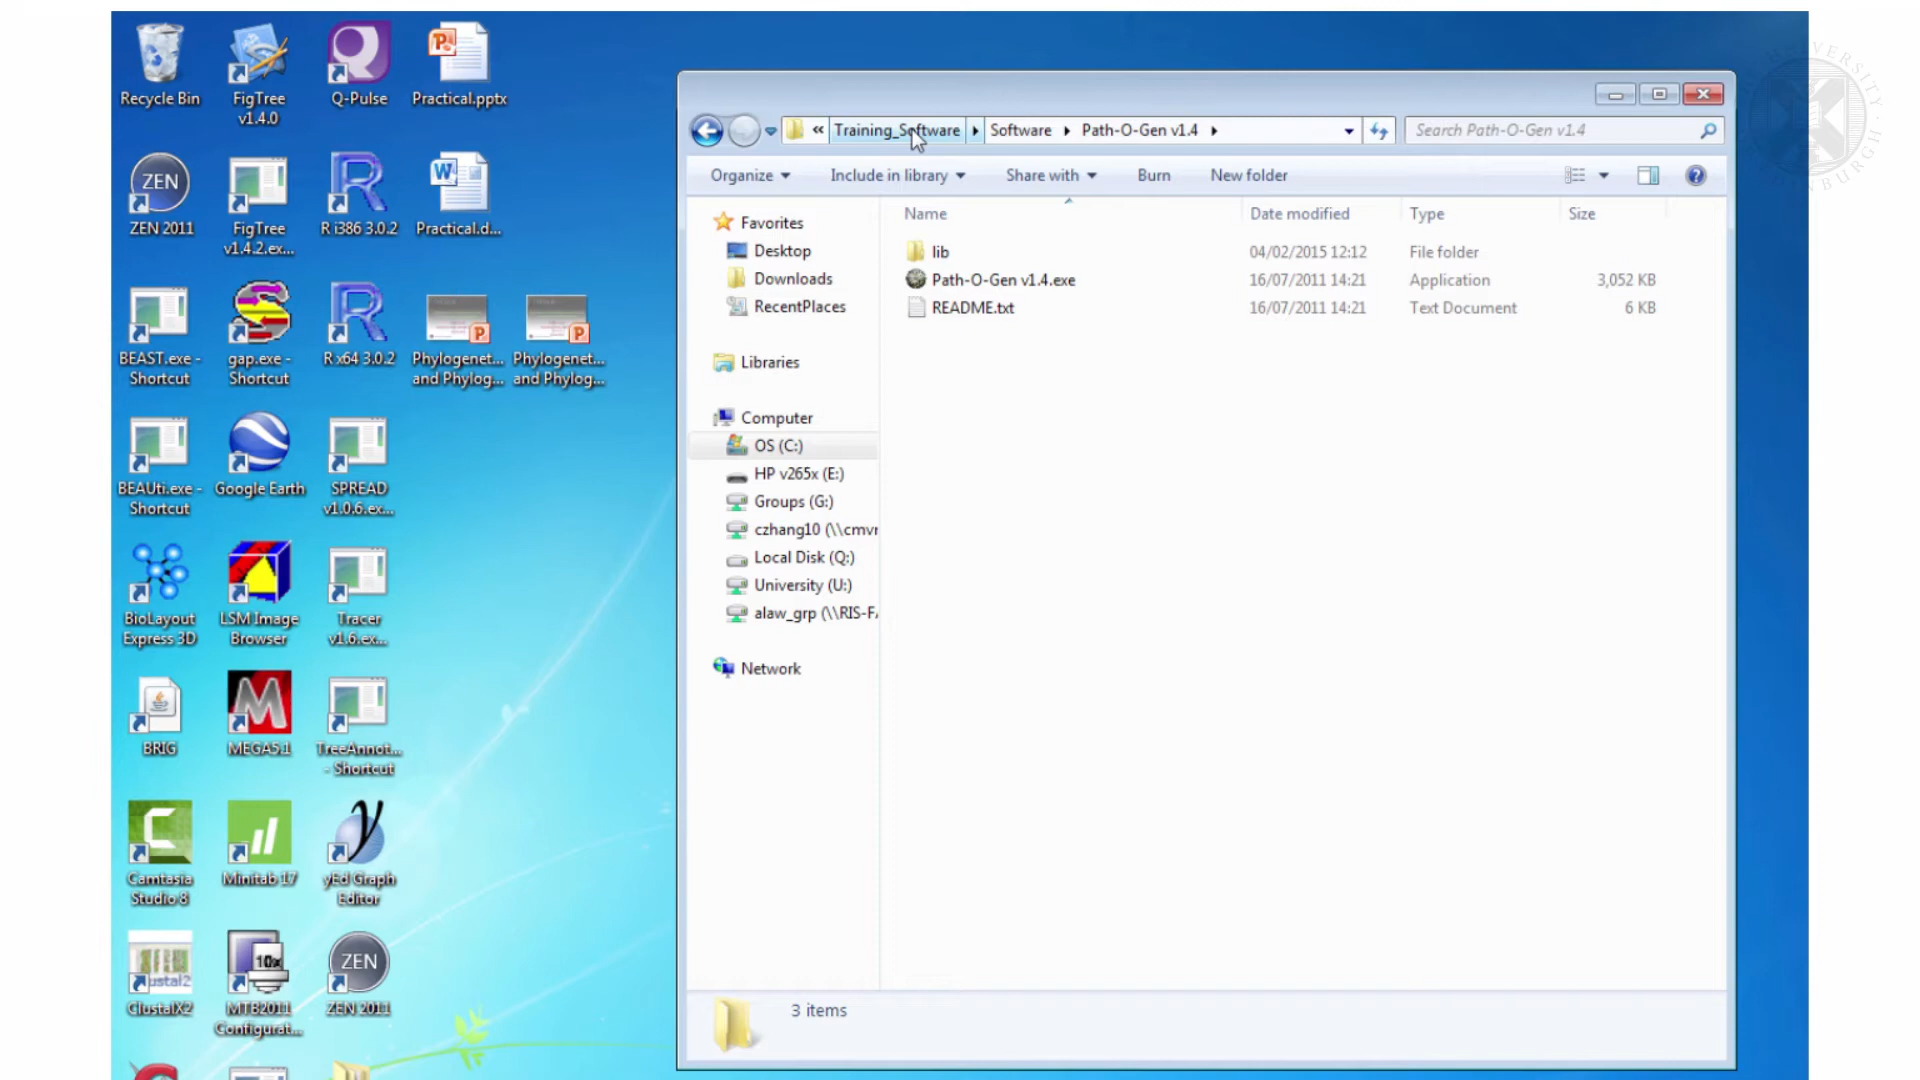 Recycle Bin
FigTree
v1.4.0
Q-Pulse
Practical.pptx
ZEN
ZEN 2011
FigTree
v1.4.2.ex...
R i386 3.0.2
Practical.d...
BEAST.exe -
Shortcut
gap.exe -
Shortcut
R x64 3.0.2
Phylogenet...
and Phylog...
Phylogenet...
and Phylog...
BEAUti.exe -
Shortcut
Google Earth
SPREAD
v1.0.6.ex...
BioLayout
Express 3D
LSM Image
Browser
Tracer
v1.6.ex...
BRIG
MEGA5.1
TreeAnnot...
- Shortcut
Camtasia
Studio 8
Minitab 17
yEd Graph
Editor
ClustalX2
10x
MTB2011
Configurat...
ZEN
ZEN 2011
« Training_Software Software Path-O-Gen v1.4
Search Path-O-Gen v1.4
Organize Include in library Share with Burn New folder
Favorites
Desktop
Downloads
RecentPlaces
Libraries
Computer
OS (C:)
HP v265x (E:)
Groups (G:)
czhang10 (\\cmvr
Local Disk (Q:)
University (U:)
alaw_grp (\\RIS-FA
Network
Name Date modified Type Size
lib 04/02/2015 12:12 File folder
Path-O-Gen v1.4.exe 16/07/2011 14:21 Application 3,052 KB
README.txt 16/07/2011 14:21 Text Document 6 KB
3 items